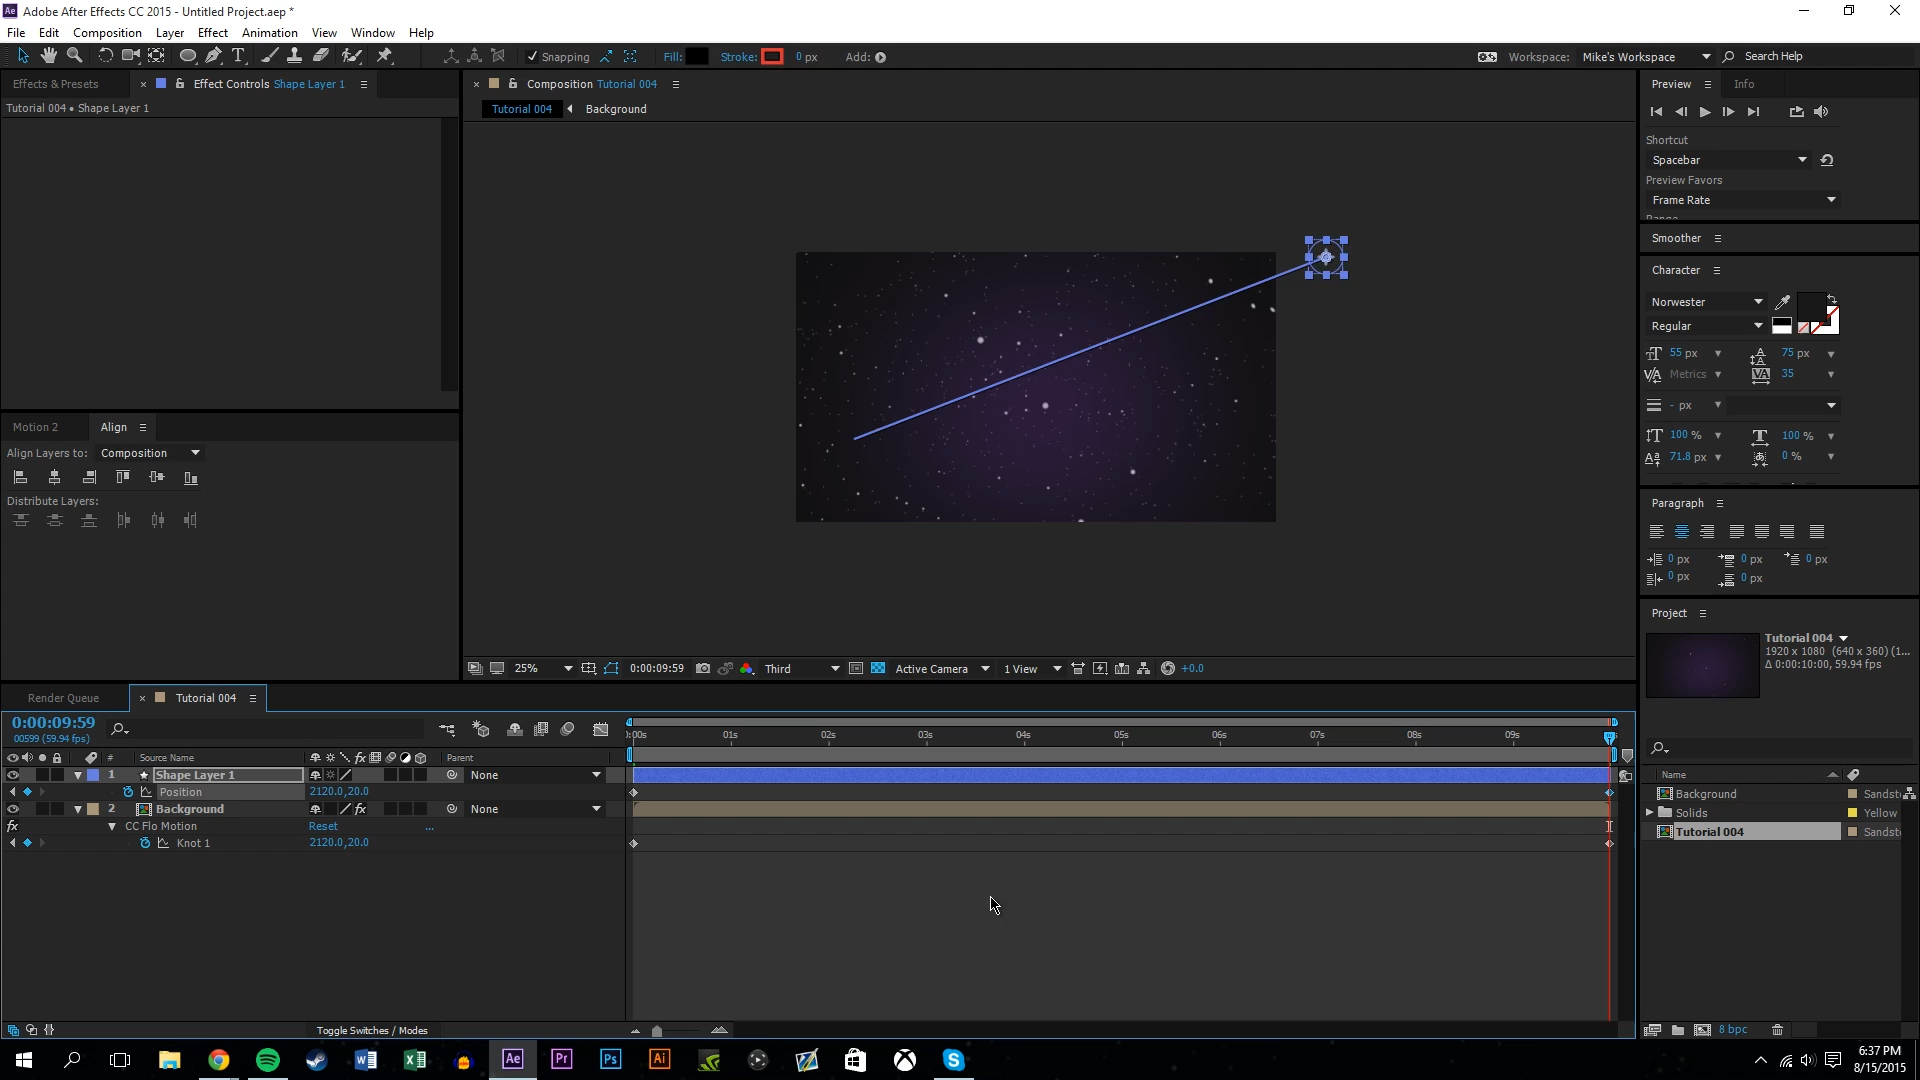 Adobe After Effects CC 2015 - Untitled Project.aep *
File Edit Composition Layer Effect Animation View Window Help
Snapping Fill: Stroke: 0 px Add: Workspace: Mike's Workspace Search Help
Effects & Presets Effect Controls Shape Layer 1
Tutorial 004 • Shape Layer 1
Composition Tutorial 004
Tutorial 004 Background
Preview Info
Shortcut
Spacebar
Preview Favors
Frame Rate
Smoother
Character
Norwester
Regular
55 px 75 px
Metrics 35
- px
100 % 100 %
71.8 px 0 %
Paragraph
0 px 0 px 0 px
0 px 0 px
Motion 2 Align
Align Layers to: Composition
Distribute Layers:
25% 0:00:09:59 Third Active Camera 1 View +0.0
Project
Tutorial 004
1920 x 1080 (640 x 360) (1...
Δ 0:00:10:00, 59.94 fps
Name
Background Sandst
Solids Yellow
Tutorial 004 Sandst
8 bpc
Render Queue Tutorial 004
0:00:09:59
00599 (59.94 fps)
:00s 01s 02s 03s 04s 05s 06s 07s 08s 09s
# Source Name fx Parent
1 Shape Layer 1 None
Position 2120.0,20.0
2 Background fx None
fx CC Flo Motion Reset ...
Knot 1 2120.0,20.0
Toggle Switches / Modes
6:37 PM
8/15/2015